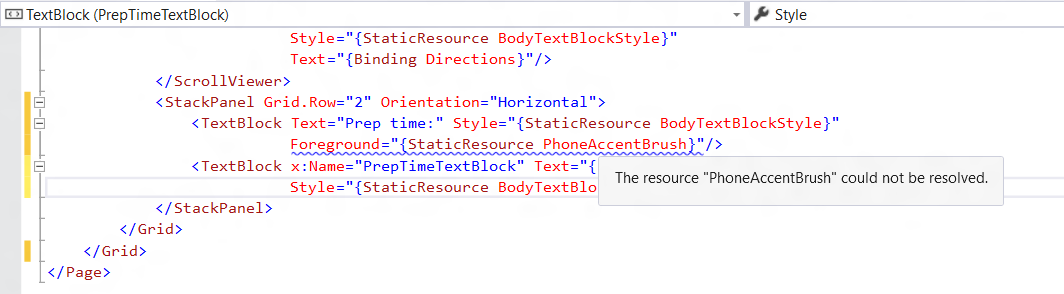 TextBlock (PrepTimeTextBlock) Style
Style="{StaticResource BodyTextBlockStyle}"
Text="{Binding Directions}"/>
</ScrollViewer>
<StackPanel Grid.Row="2" Orientation="Horizontal">
<TextBlock Text="Prep time:" Style="{StaticResource BodyTextBlockStyle}"
Foreground="{StaticResource PhoneAccentBrush}"/>
<TextBlock x:Name="PrepTimeTextBlock" Text="{
The resource "PhoneAccentBrush" could not be resolved.
Style="{StaticResource BodyTextBlo
</StackPanel>
</Grid>
</Grid>
</Page>